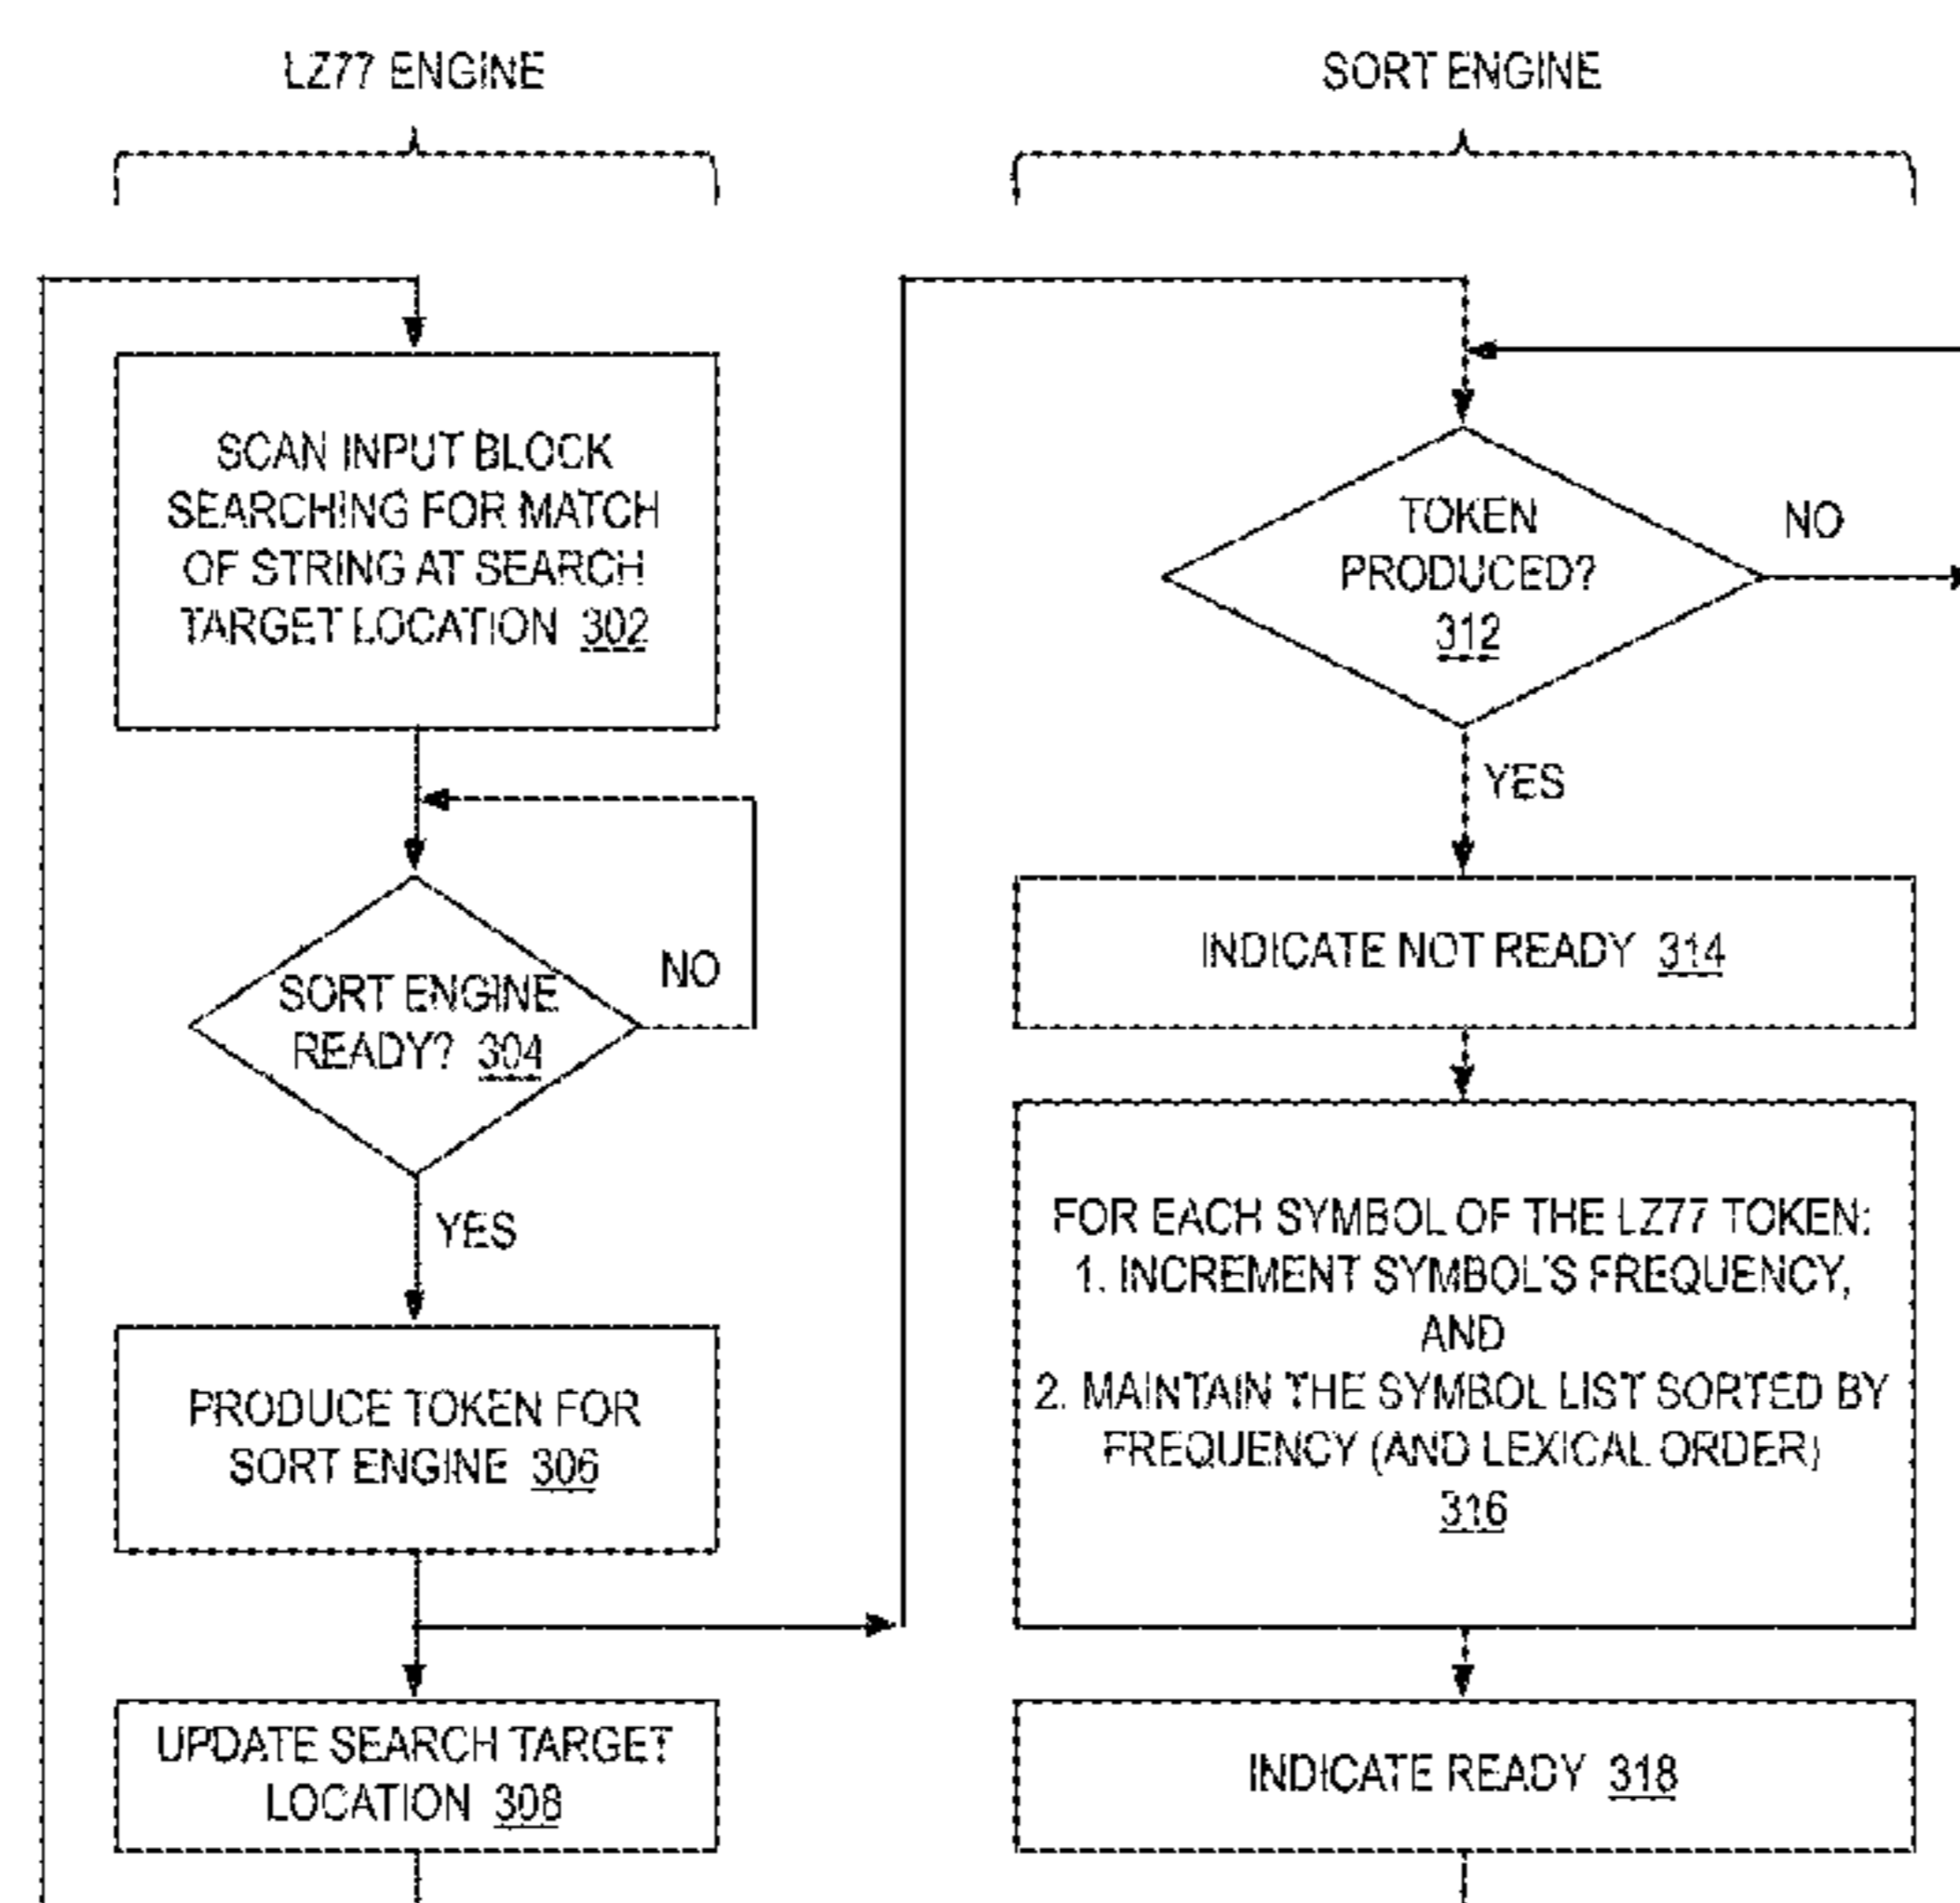 LZ77 ENGINE
SCAN INPUT BLOCK
SEARCHING FOR MATCH
OF STRING AT SEARCH
TARGET LOCATION 302
SORT ENGINE
READY? 304
NO
YES
PRODUCE TOKEN FOR
SORT ENGINE 306
UPDATE SEARCH TARGET
LOCATION 308
SORT ENGINE
TOKEN
PRODUCED?
312
NO
YES
INDICATE NOT READY 314
FOR EACH SYMBOL OF THE LZ77 TOKEN:
1. INCREMENT SYMBOL'S FREQUENCY,
AND
2. MAINTAIN THE SYMBOL LIST SORTED BY
FREQUENCY (AND LEXICAL ORDER)
316
INDICATE READY 318